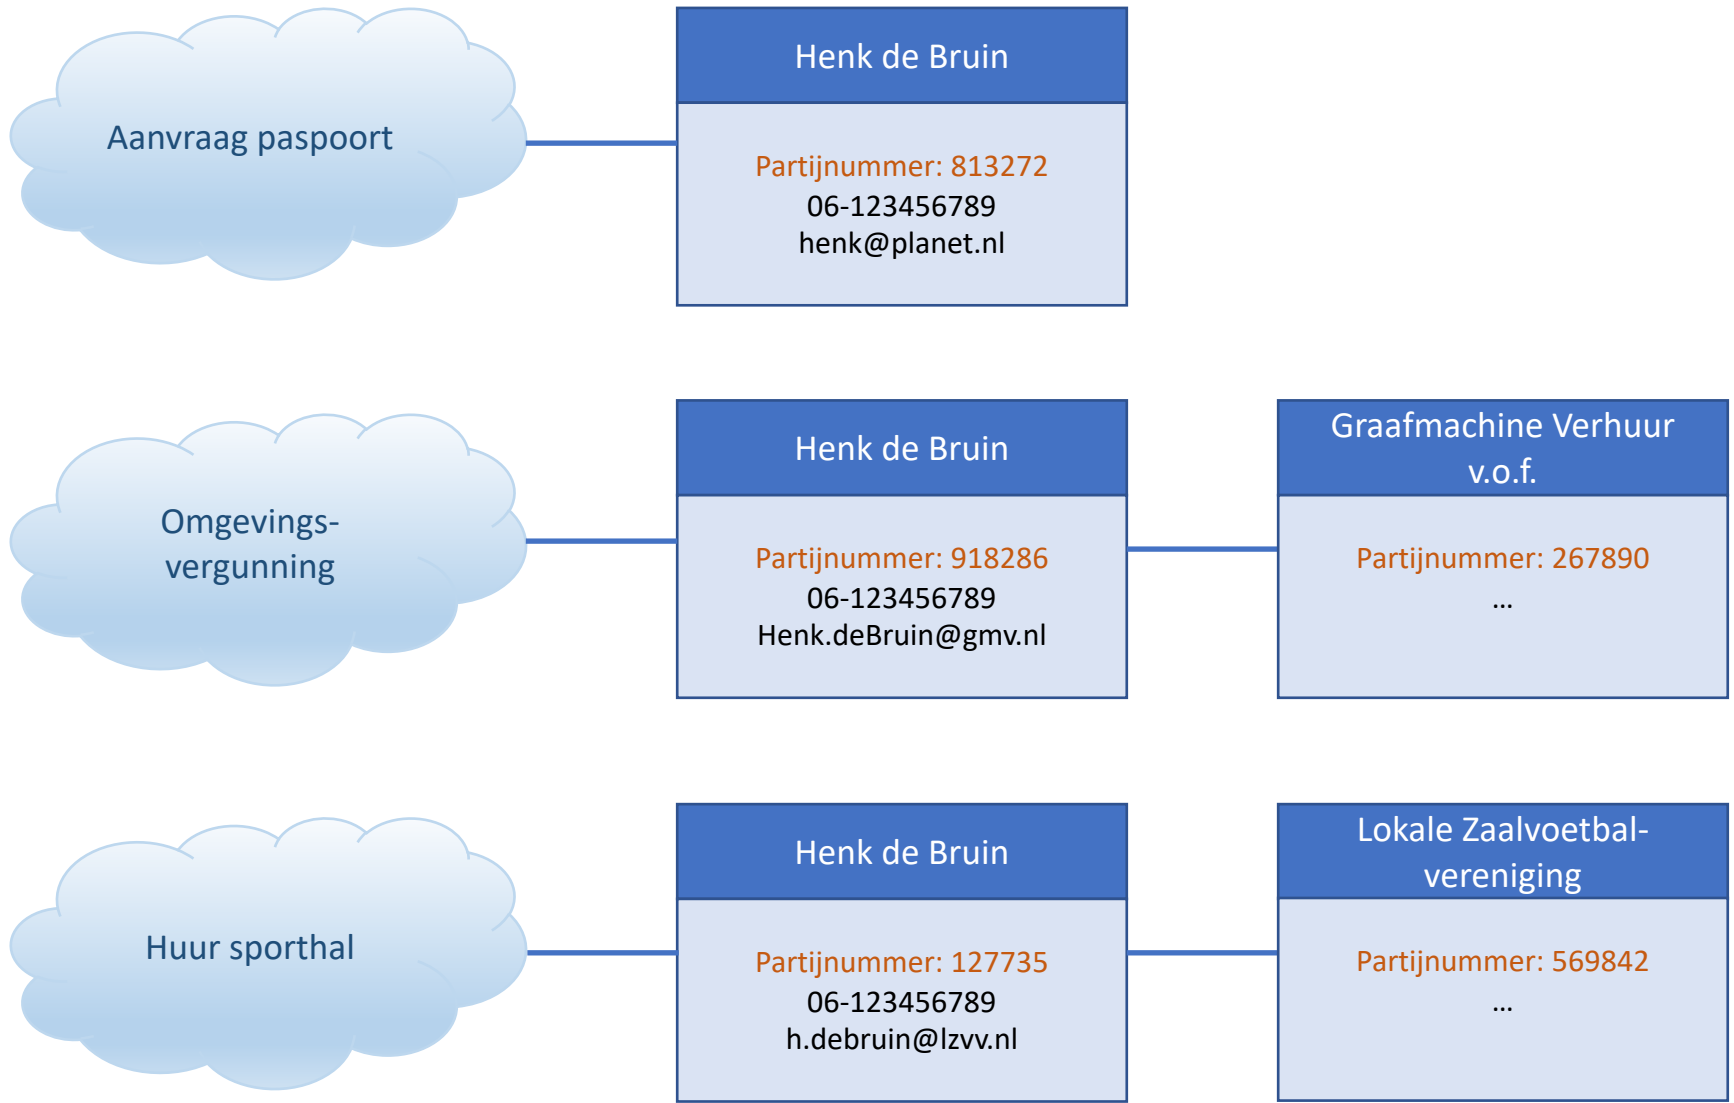 Aanvraag paspoort
Henk de Bruin
Partijnummer: 813272
06-123456789
henk@planet.nl
Omgevings-
vergunning
Henk de Bruin
Partijnummer: 918286
06-123456789
Henk.deBruin@gmv.nl
Graafmachine Verhuur
v.o.f.
Partijnummer: 267890
...
Huur sporthal
Henk de Bruin
Partijnummer: 127735
06-123456789
h.debruin@lzvv.nl
Lokale Zaalvoetbal-
vereniging
Partijnummer: 569842
...